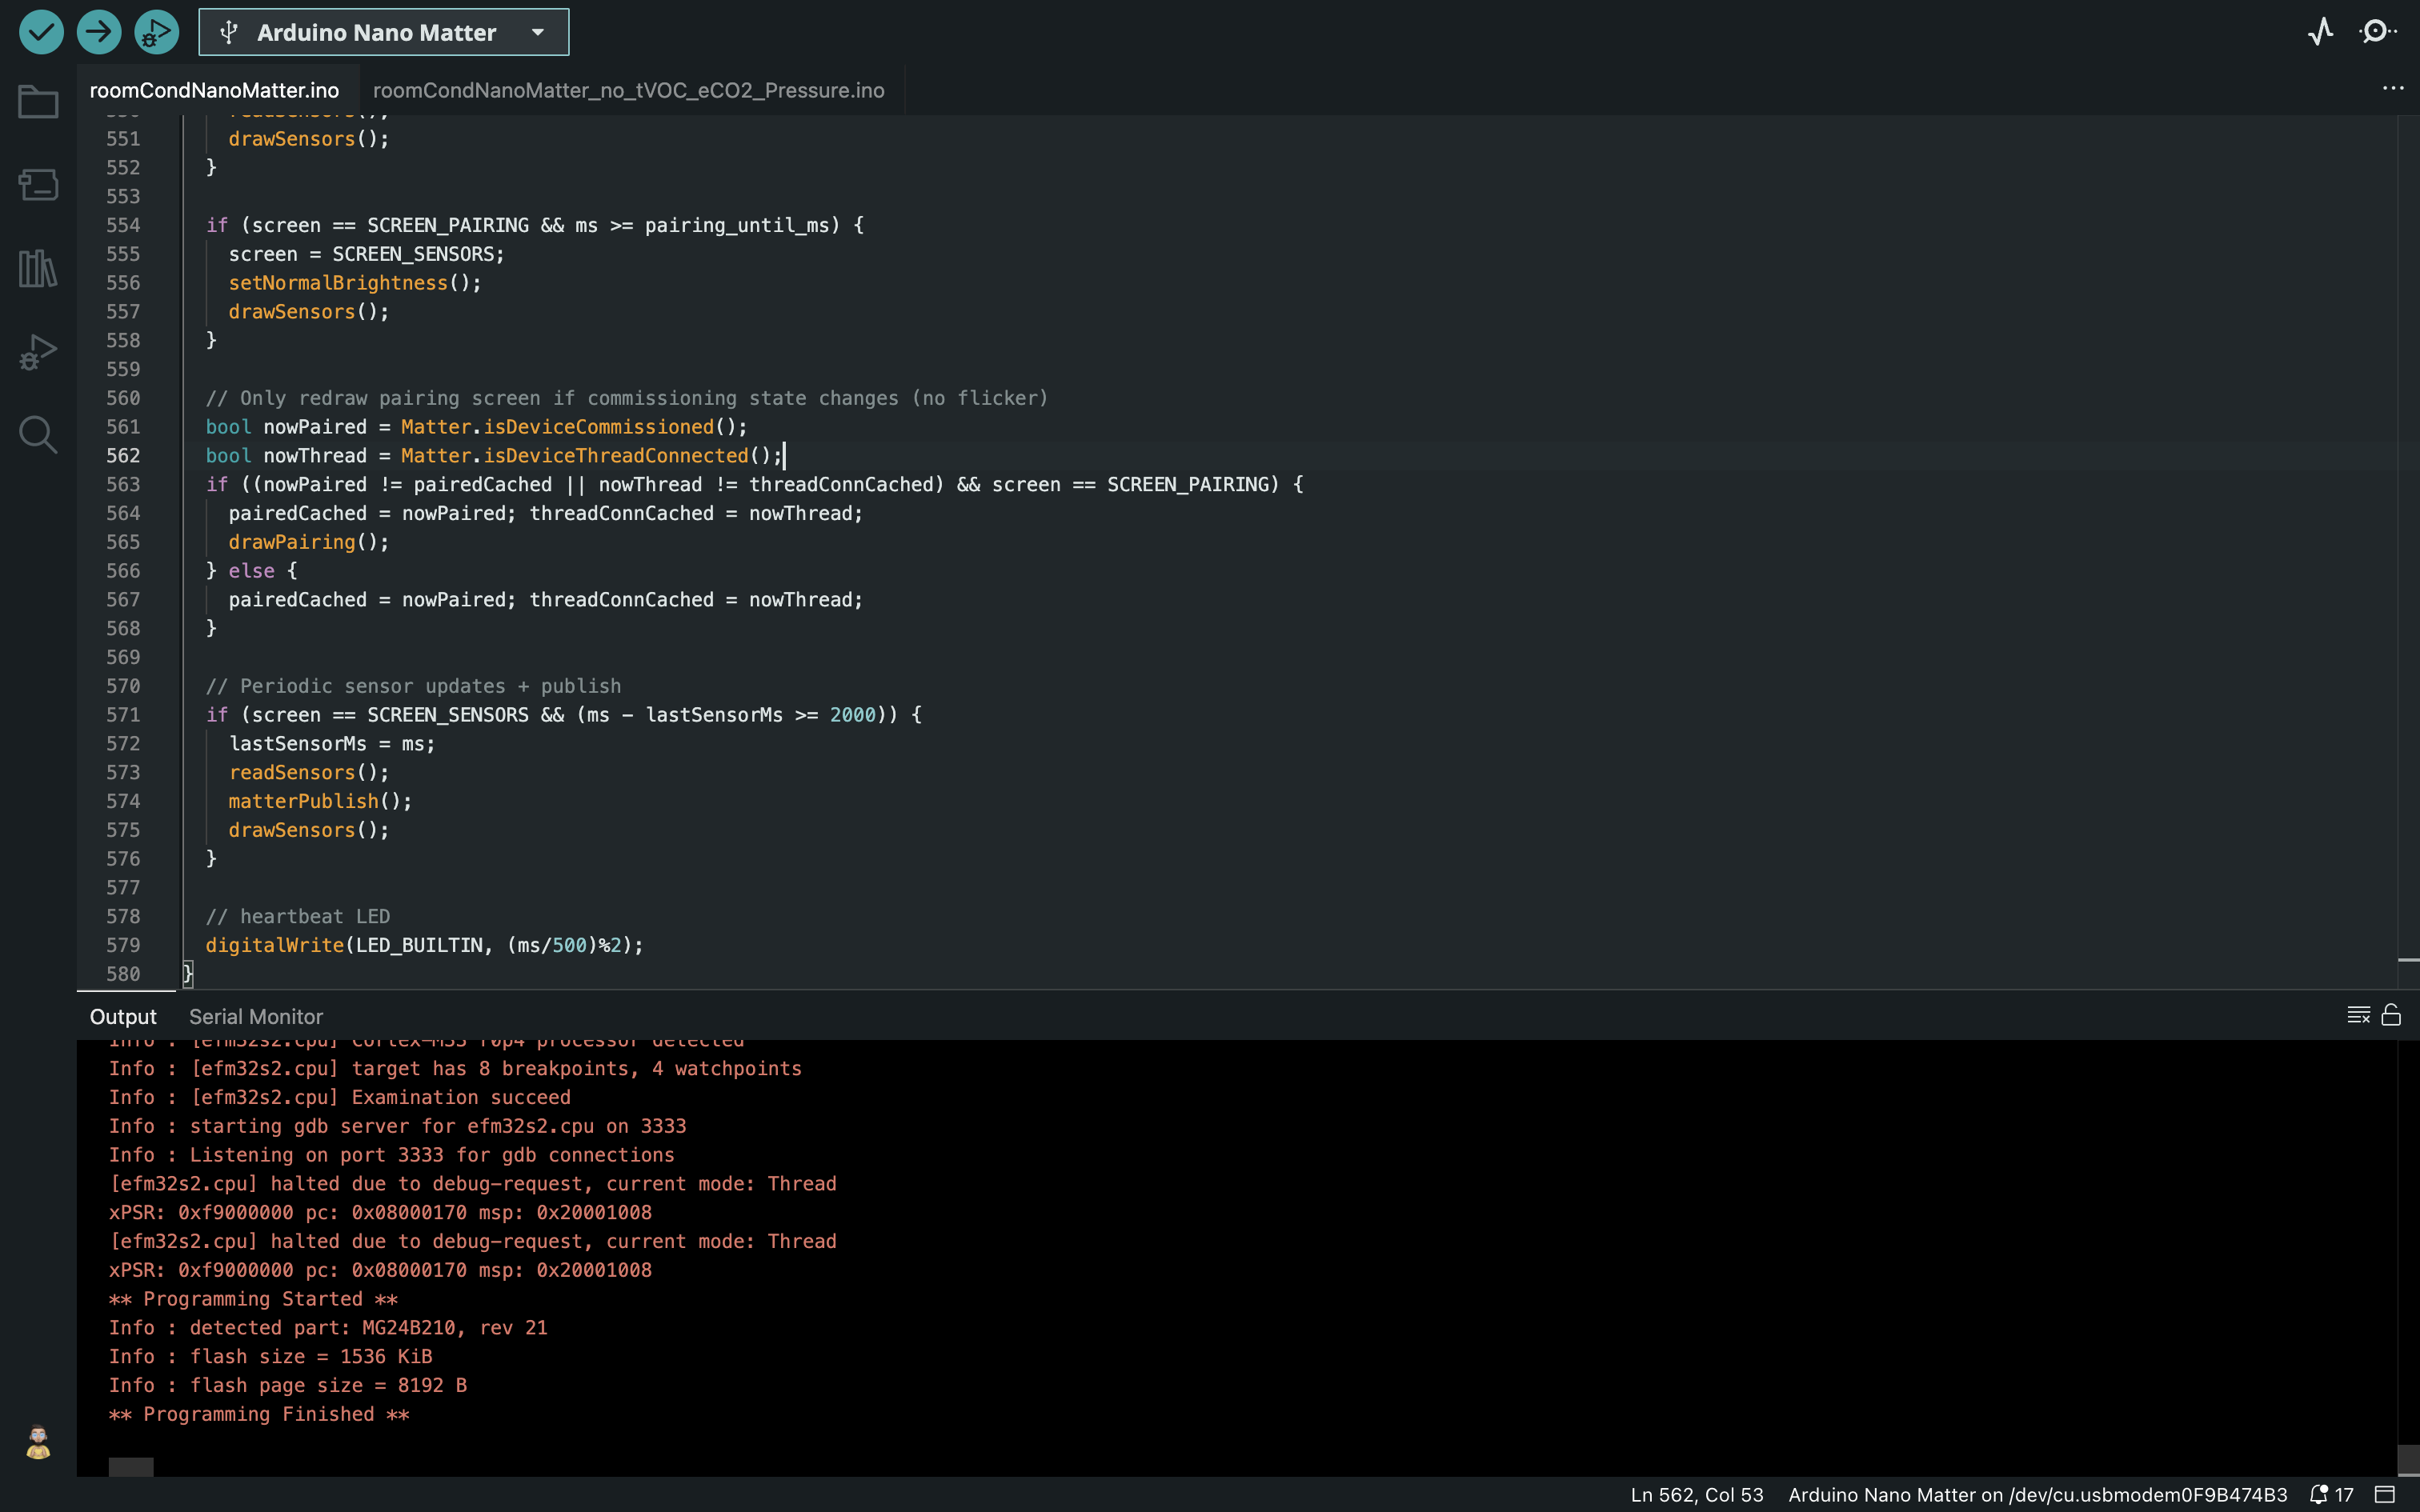 Arduino Nano Matter
roomCondNanoMatter.ino
roomCondNanoMatter_no_tVOC_eCO2_Pressure.ino
550 readSensors();
551 drawSensors();
552 }
553
554 if (screen == SCREEN_PAIRING && ms >= pairing_until_ms) {
555 screen = SCREEN_SENSORS;
556 setNormalBrightness();
557 drawSensors();
558 }
559
560 // Only redraw pairing screen if commissioning state changes (no flicker)
561 bool nowPaired = Matter.isDeviceCommissioned();
562 bool nowThread = Matter.isDeviceThreadConnected();
563 if ((nowPaired != pairedCached || nowThread != threadConnCached) && screen == SCREEN_PAIRING) {
564 pairedCached = nowPaired; threadConnCached = nowThread;
565 drawPairing();
566 } else {
567 pairedCached = nowPaired; threadConnCached = nowThread;
568 }
569
570 // Periodic sensor updates + publish
571 if (screen == SCREEN_SENSORS && (ms - lastSensorMs >= 2000)) {
572 lastSensorMs = ms;
573 readSensors();
574 matterPublish();
575 drawSensors();
576 }
577
578 // heartbeat LED
579 digitalWrite(LED_BUILTIN, (ms/500)%2);
580 }
Output Serial Monitor
Info : [efm32s2.cpu] Cortex-M33 r0p4 processor detected
Info : [efm32s2.cpu] target has 8 breakpoints, 4 watchpoints
Info : [efm32s2.cpu] Examination succeed
Info : starting gdb server for efm32s2.cpu on 3333
Info : Listening on port 3333 for gdb connections
[efm32s2.cpu] halted due to debug-request, current mode: Thread
xPSR: 0xf9000000 pc: 0x08000170 msp: 0x20001008
[efm32s2.cpu] halted due to debug-request, current mode: Thread
xPSR: 0xf9000000 pc: 0x08000170 msp: 0x20001008
** Programming Started **
Info : detected part: MG24B210, rev 21
Info : flash size = 1536 KiB
Info : flash page size = 8192 B
** Programming Finished **
Ln 562, Col 53 Arduino Nano Matter on /dev/cu.usbmodem0F9B474B3 17